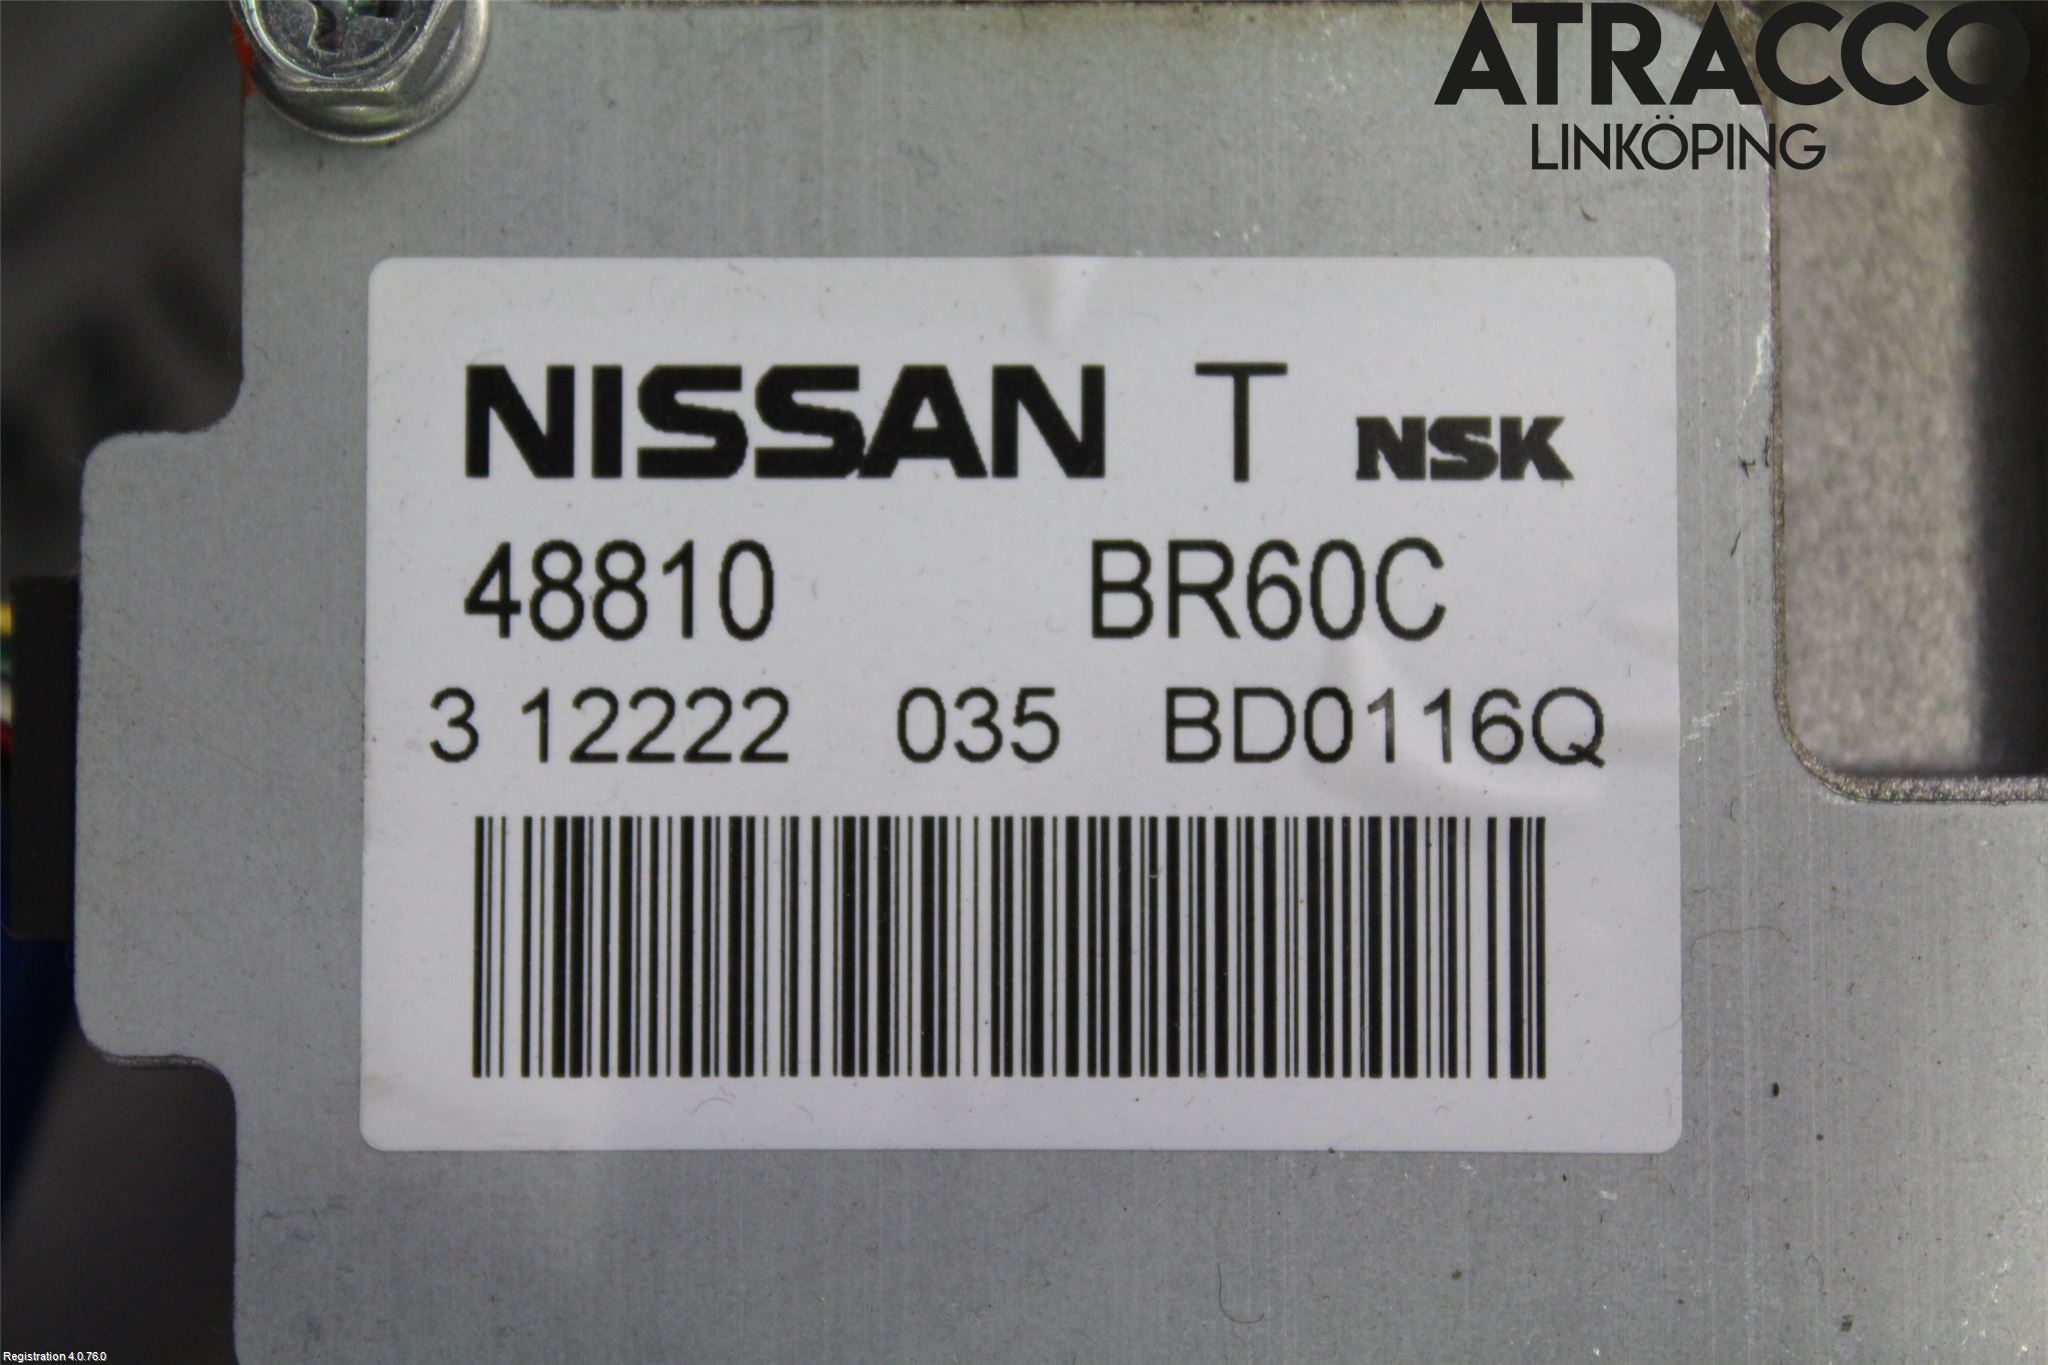 ATRACCO
LINKÖPING
NISSAN T NSK
48810 BR60C
3 12222 035 BD0116Q
Registration 4.0.76.0